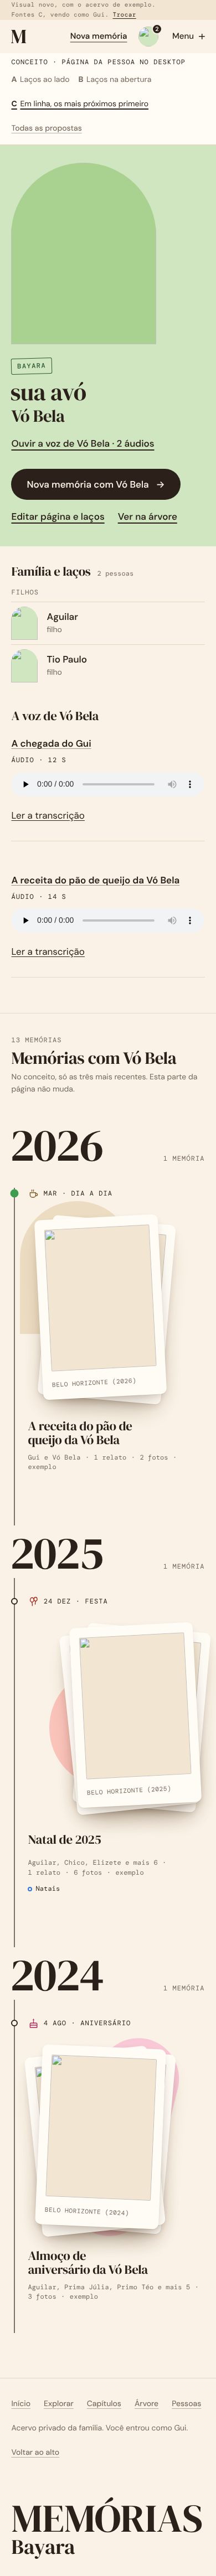 Visual novo, com o acervo de exemplo.
Fontes C, vendo como Gui. Trocar
M
Nova memória
2
Menu +
CONCEITO · PÁGINA DA PESSOA NO DESKTOP
A Laços ao lado B Laços na abertura
C Em linha, os mais próximos primeiro
Todas as propostas
BAYARA
sua avó
Vó Bela
Ouvir a voz de Vó Bela · 2 áudios
Nova memória com Vó Bela →
Editar página e laços Ver na árvore
Família e laços 2 pessoas
FILHOS
Aguilar
filho
Tio Paulo
filho
A voz de Vó Bela
A chegada do Gui
ÁUDIO · 12 S
0:00 / 0:00
Ler a transcrição
A receita do pão de queijo da Vó Bela
ÁUDIO · 14 S
0:00 / 0:00
Ler a transcrição
13 MEMÓRIAS
Memórias com Vó Bela
No conceito, só as três mais recentes. Esta parte da
página não muda.
2026
1 MEMÓRIA
MAR · DIA A DIA
BELO HORIZONTE (2026)
A receita do pão de
queijo da Vó Bela
Gui e Vó Bela · 1 relato · 2 fotos ·
exemplo
2025
1 MEMÓRIA
24 DEZ · FESTA
BELO HORIZONTE (2025)
Natal de 2025
Aguilar, Chico, Elizete e mais 6 ·
1 relato · 6 fotos · exemplo
Natais
2024
1 MEMÓRIA
4 AGO · ANIVERSÁRIO
BELO HORIZONTE (2024)
Almoço de
aniversário da Vó Bela
Aguilar, Prima Júlia, Primo Téo e mais 5 ·
3 fotos · exemplo
Início Explorar Capítulos Árvore Pessoas
Acervo privado da família. Você entrou como Gui.
Voltar ao alto
MEMÓRIAS
Bayara